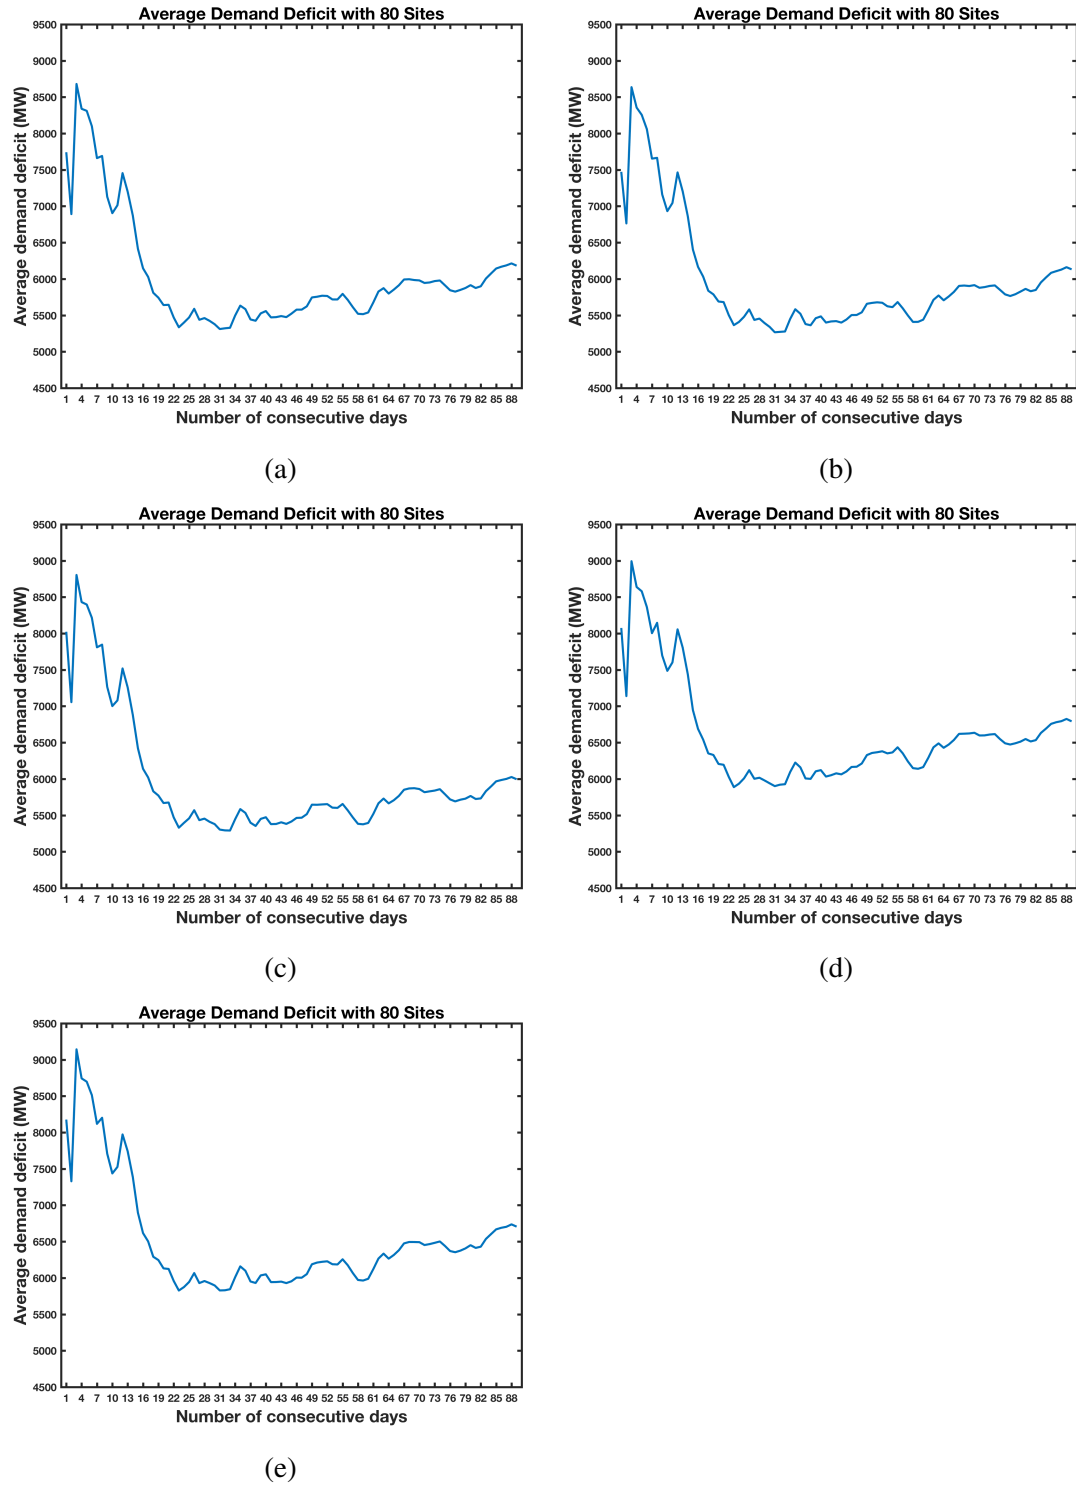 Average Demand Deficit with 80 Sites
9500
9000
8500
8000
7500
7000
6500
6000
5500
5000
4500
Average demand deficit (MW)
1 4 7 10 13 16 19 22 25 28 31 34 37 40 43 46 49 52 55 58 61 64 67 70 73 76 79 82 85 88
Number of consecutive days
(a)
Average Demand Deficit with 80 Sites
9500
9000
8500
8000
7500
7000
6500
6000
5500
5000
4500
Average demand deficit (MW)
1 4 7 10 13 16 19 22 25 28 31 34 37 40 43 46 49 52 55 58 61 64 67 70 73 76 79 82 85 88
Number of consecutive days
(b)
Average Demand Deficit with 80 Sites
9500
9000
8500
8000
7500
7000
6500
6000
5500
5000
4500
Average demand deficit (MW)
1 4 7 10 13 16 19 22 25 28 31 34 37 40 43 46 49 52 55 58 61 64 67 70 73 76 79 82 85 88
Number of consecutive days
(c)
Average Demand Deficit with 80 Sites
9500
9000
8500
8000
7500
7000
6500
6000
5500
5000
4500
Average demand deficit (MW)
1 4 7 10 13 16 19 22 25 28 31 34 37 40 43 46 49 52 55 58 61 64 67 70 73 76 79 82 85 88
Number of consecutive days
(d)
Average Demand Deficit with 80 Sites
9500
9000
8500
8000
7500
7000
6500
6000
5500
5000
4500
Average demand deficit (MW)
1 4 7 10 13 16 19 22 25 28 31 34 37 40 43 46 49 52 55 58 61 64 67 70 73 76 79 82 85 88
Number of consecutive days
(e)